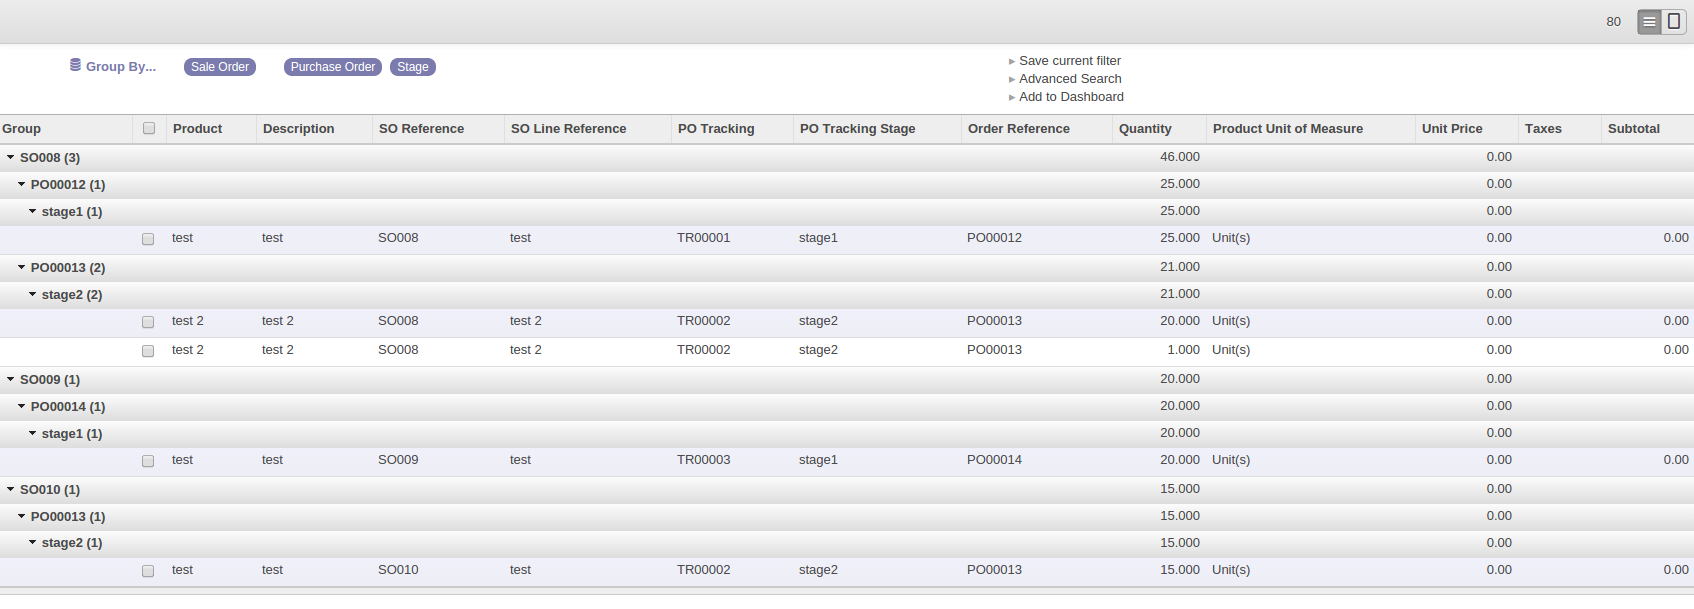 80
Group By... Sale Order Purchase Order Stage
Save current filter
Advanced Search
Add to Dashboard
Group Product Description SO Reference SO Line Reference PO Tracking PO Tracking Stage Order Reference Quantity Product Unit of Measure Unit Price Taxes Subtotal
SO008 (3) 46.000 0.00
PO00012 (1) 25.000 0.00
stage1 (1) 25.000 0.00
test test SO008 test TR00001 stage1 PO00012 25.000 Unit(s) 0.00 0.00
PO00013 (2) 21.000 0.00
stage2 (2) 21.000 0.00
test 2 test 2 SO008 test 2 TR00002 stage2 PO00013 20.000 Unit(s) 0.00 0.00
test 2 test 2 SO008 test 2 TR00002 stage2 PO00013 1.000 Unit(s) 0.00 0.00
SO009 (1) 20.000 0.00
PO00014 (1) 20.000 0.00
stage1 (1) 20.000 0.00
test test SO009 test TR00003 stage1 PO00014 20.000 Unit(s) 0.00 0.00
SO010 (1) 15.000 0.00
PO00013 (1) 15.000 0.00
stage2 (1) 15.000 0.00
test test SO010 test TR00002 stage2 PO00013 15.000 Unit(s) 0.00 0.00